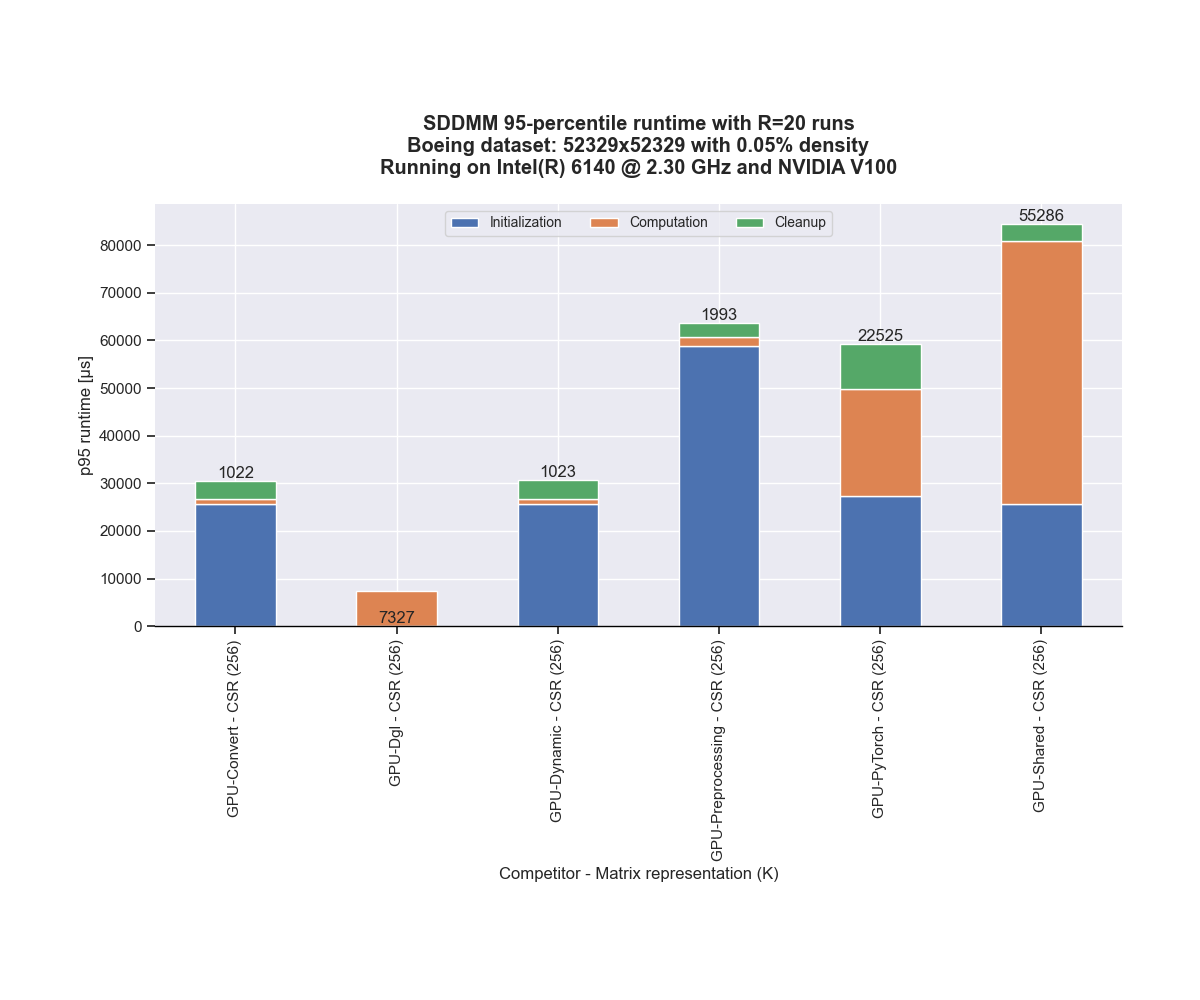 SDDMM 95-percentile runtime with R=20 runs
Boeing dataset: 52329x52329 with 0.05% density
Running on Intel(R) 6140 @ 2.30 GHz and NVIDIA V100
Initialization
Computation
Cleanup
p95 runtime [µs]
80000
70000
60000
50000
40000
30000
20000
10000
0
1022
7327
1023
1993
22525
55286
GPU-Convert - CSR (256)
GPU-Dgl - CSR (256)
GPU-Dynamic - CSR (256)
GPU-Preprocessing - CSR (256)
GPU-PyTorch - CSR (256)
GPU-Shared - CSR (256)
Competitor - Matrix representation (K)